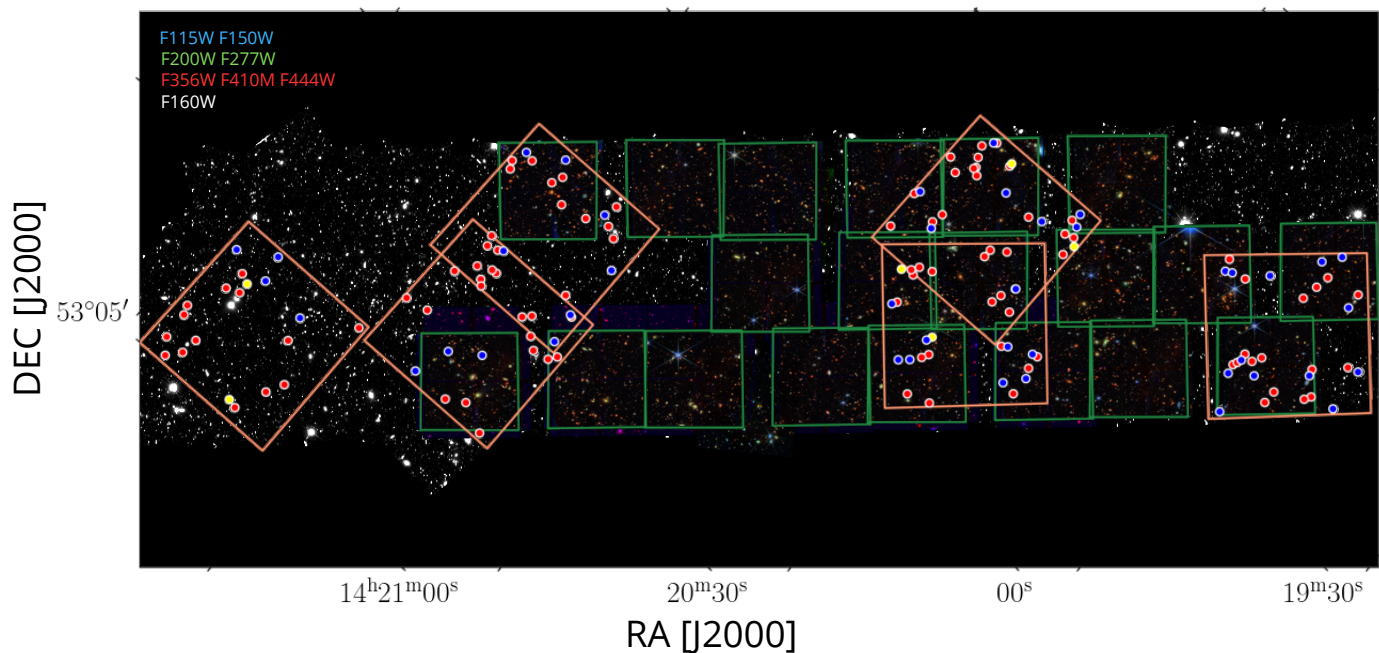 F115W F150W
F200W F277W
F356W F410M F444W
F160W
DEC [J2000]
53°05′
14ʰ21ᵐ00ˢ 20ᵐ30ˢ 00ˢ 19ᵐ30ˢ
RA [J2000]